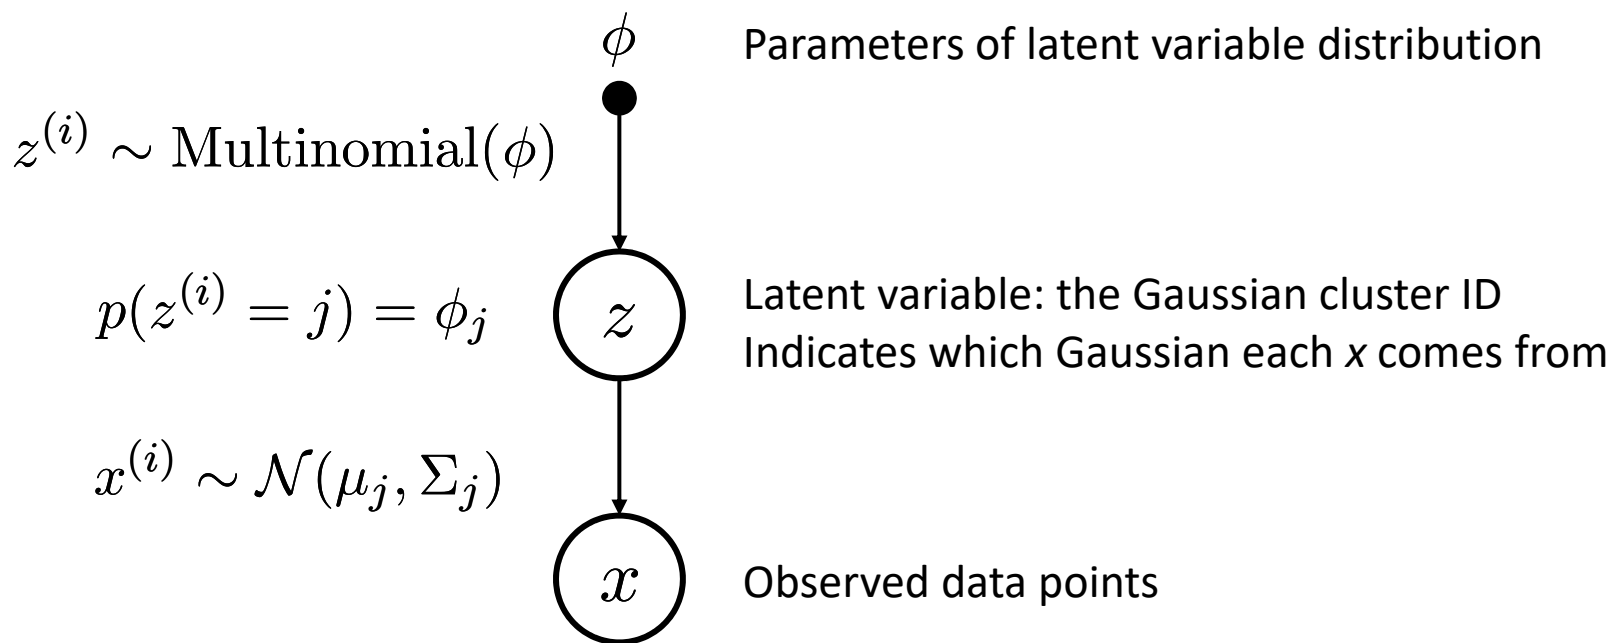 ϕ
Parameters of latent variable distribution
z^{(i)} ∼ Multinomial(ϕ)
p(z^{(i)} = j) = ϕ_j
z
Latent variable: the Gaussian cluster ID
Indicates which Gaussian each x comes from
x^{(i)} ∼ 𝒩(μ_j, Σ_j)
x
Observed data points